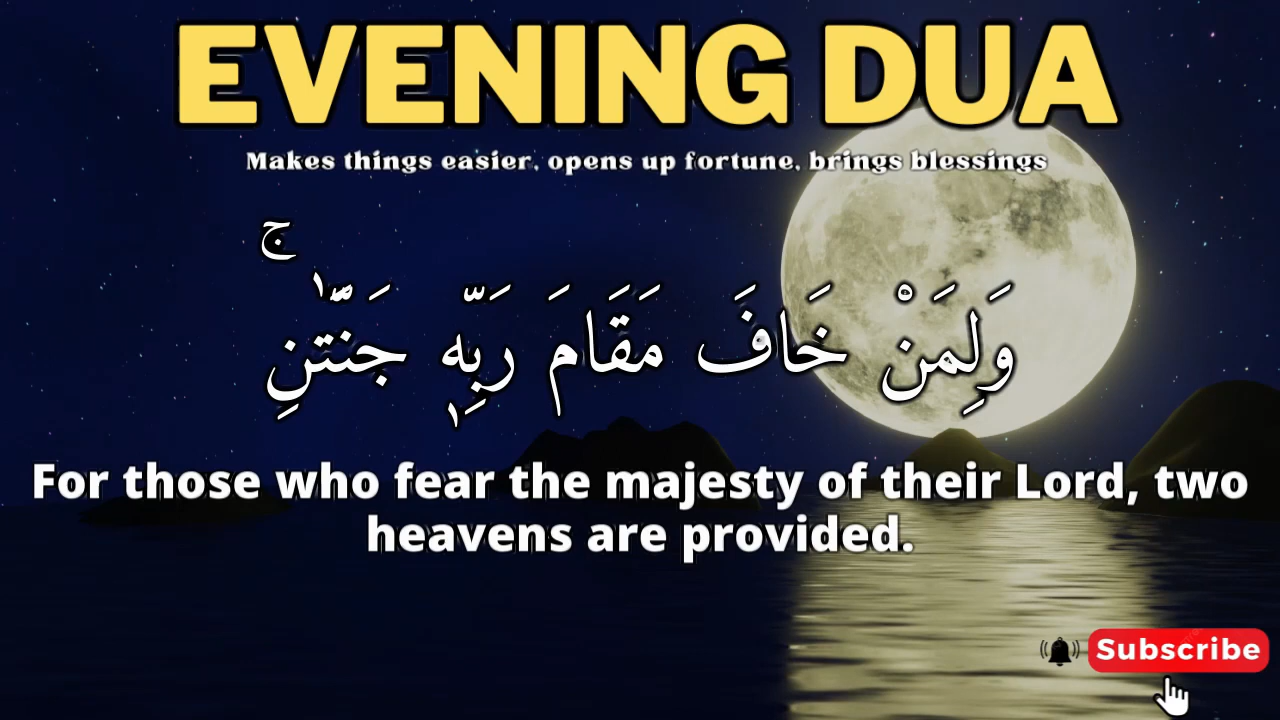 EVENING DUA
Makes things easier, opens up fortune, brings blessings
وَلِمَنْ خَافَ مَقَامَ رَبِّهٖ جَنَّتٰنِۚ
For those who fear the majesty of their Lord, two
heavens are provided.
Subscribe